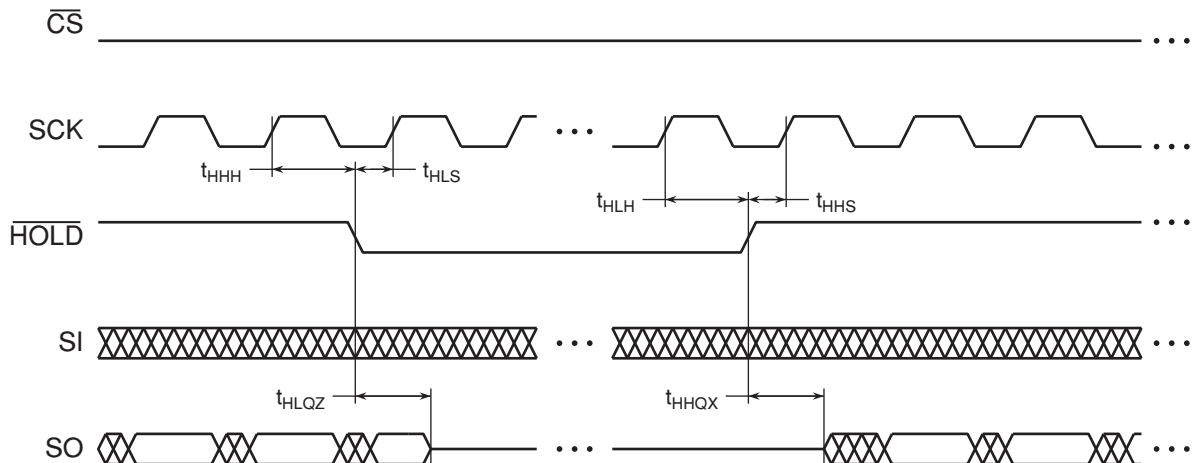 CS
SCK
tHHH
tHLS
tHLH
tHHS
HOLD
SI
tHLQZ
tHHQX
SO